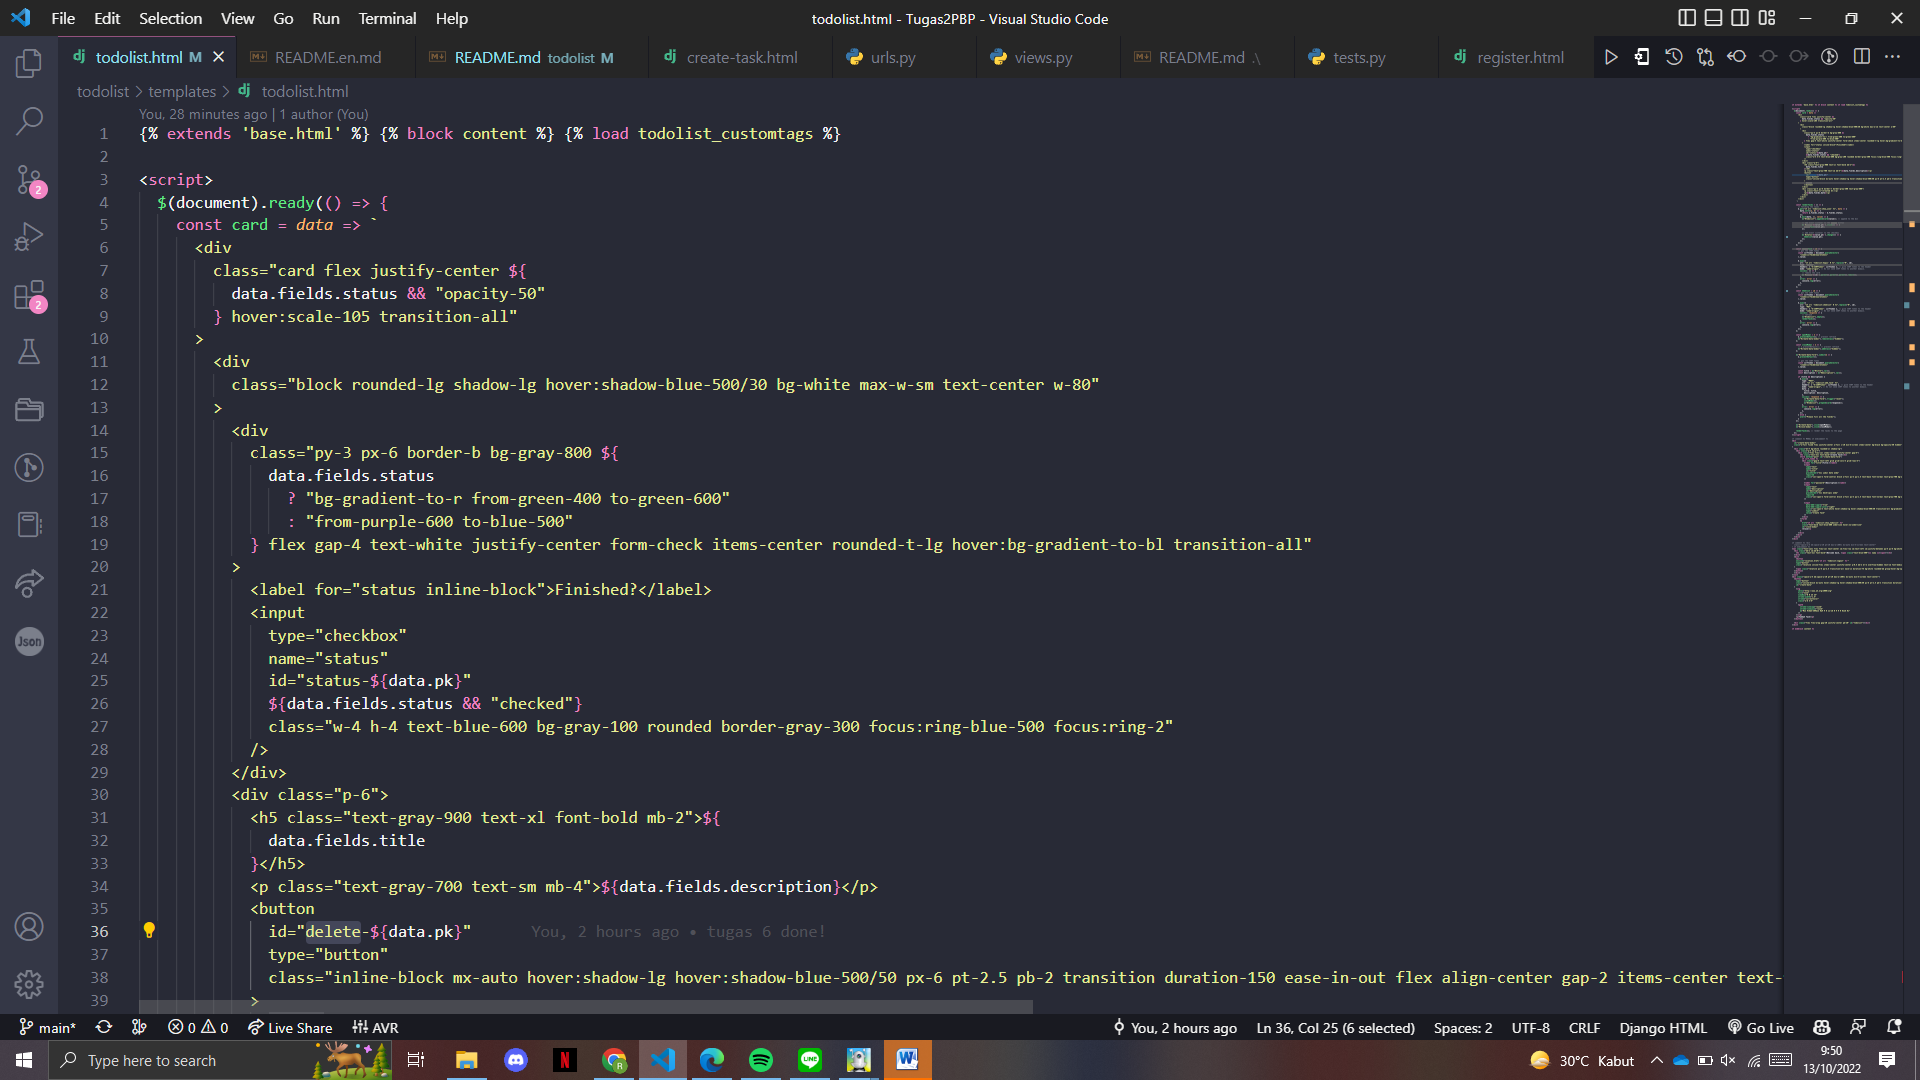 File Edit Selection View Go Run Terminal Help
todolist.html - Tugas2PBP - Visual Studio Code
todolist.html M
README.en.md
README.md todolist M
create-task.html
urls.py
views.py
README.md .\
tests.py
register.html
todolist > templates > todolist.html
You, 28 minutes ago | 1 author (You)
1 {% extends 'base.html' %} {% block content %} {% load todolist_customtags %}
2
3 <script>
4 $(document).ready(() => {
5 const card = data => `
6 <div
7 class="card flex justify-center ${
8 data.fields.status && "opacity-50"
9 } hover:scale-105 transition-all"
10 >
11 <div
12 class="block rounded-lg shadow-lg hover:shadow-blue-500/30 bg-white max-w-sm text-center w-80"
13 >
14 <div
15 class="py-3 px-6 border-b bg-gray-800 ${
16 data.fields.status
17 ? "bg-gradient-to-r from-green-400 to-green-600"
18 : "from-purple-600 to-blue-500"
19 } flex gap-4 text-white justify-center form-check items-center rounded-t-lg hover:bg-gradient-to-bl transition-all"
20 >
21 <label for="status inline-block">Finished?</label>
22 <input
23 type="checkbox"
24 name="status"
25 id="status-${data.pk}"
26 ${data.fields.status && "checked"}
27 class="w-4 h-4 text-blue-600 bg-gray-100 rounded border-gray-300 focus:ring-blue-500 focus:ring-2"
28 />
29 </div>
30 <div class="p-6">
31 <h5 class="text-gray-900 text-xl font-bold mb-2">${
32 data.fields.title
33 }</h5>
34 <p class="text-gray-700 text-sm mb-4">${data.fields.description}</p>
35 <button
36 id="delete-${data.pk}" You, 2 hours ago • tugas 6 done!
37 type="button"
38 class="inline-block mx-auto hover:shadow-lg hover:shadow-blue-500/50 px-6 pt-2.5 pb-2 transition duration-150 ease-in-out flex align-center gap-2 items-center text-
39 >
2
2
Json
main* 0 0 Live Share AVR You, 2 hours ago Ln 36, Col 25 (6 selected) Spaces: 2 UTF-8 CRLF Django HTML Go Live
Type here to search
30°C Kabut
9:50
13/10/2022